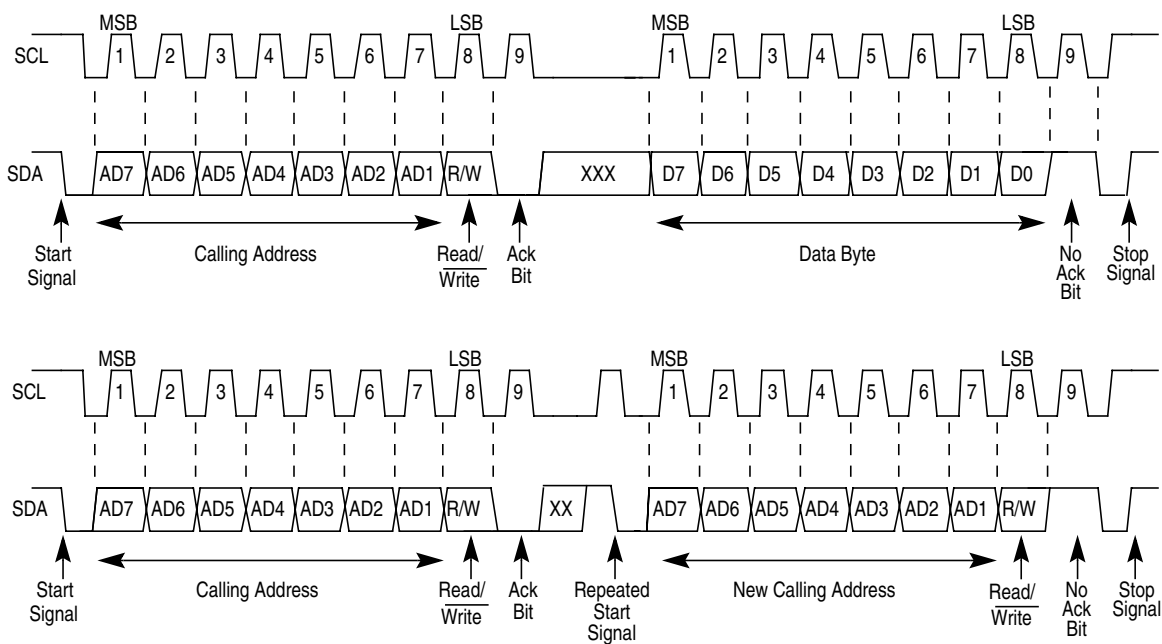 MSB LSB MSB LSB
SCL 1 2 3 4 5 6 7 8 9 1 2 3 4 5 6 7 8 9
SDA AD7 AD6 AD5 AD4 AD3 AD2 AD1 R/W XXX D7 D6 D5 D4 D3 D2 D1 D0
Start Signal
Calling Address
Read/ Write
Ack Bit
Data Byte
No Ack Bit
Stop Signal
MSB LSB MSB LSB
SCL 1 2 3 4 5 6 7 8 9 1 2 3 4 5 6 7 8 9
SDA AD7 AD6 AD5 AD4 AD3 AD2 AD1 R/W XX AD7 AD6 AD5 AD4 AD3 AD2 AD1 R/W
Start Signal
Calling Address
Read/ Write
Ack Bit
Repeated Start Signal
New Calling Address
Read/ Write
No Ack Bit
Stop Signal